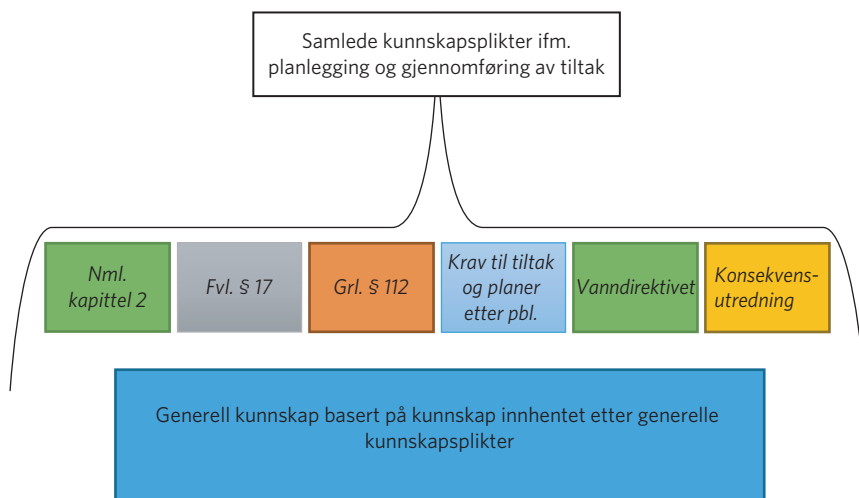 Samlede kunnskapsplikter ifm.
planlegging og gjennomføring av tiltak
Nml.
kapittel 2
Fvl. § 17
Grl. § 112
Krav til tiltak
og planer
etter pbl.
Vanndirektivet
Konsekvens-
utredning
Generell kunnskap basert på kunnskap innhentet etter generelle
kunnskapsplikter